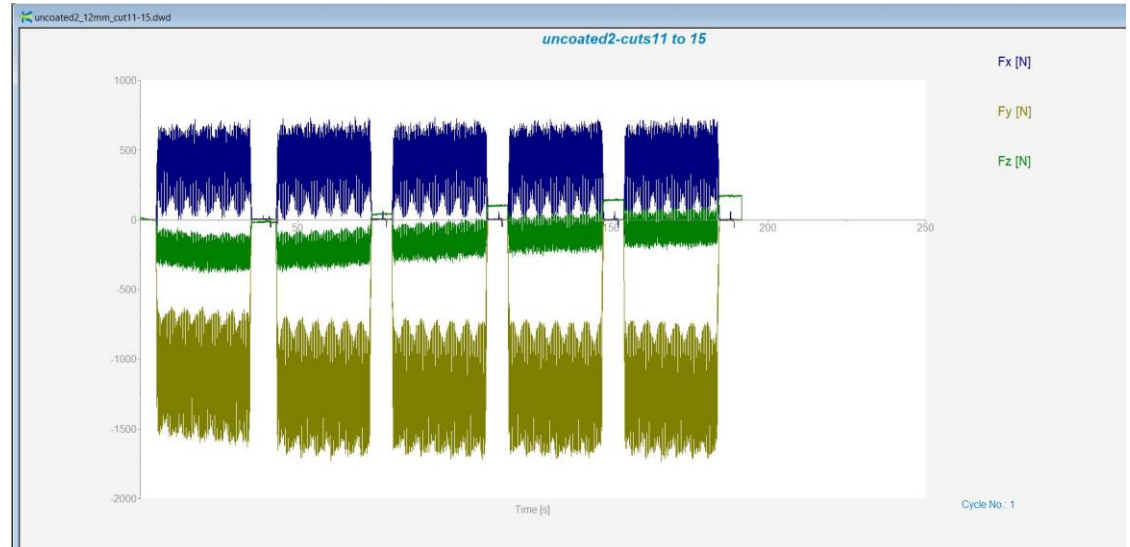 uncoated2_12mm_cut11-15.dwd
uncoated2-cuts11 to 15
Fx [N]
Fy [N]
Fz [N]
1000
500
0
-500
-1000
-1500
-2000
50
150
200
250
Time [s]
Cycle No.: 1